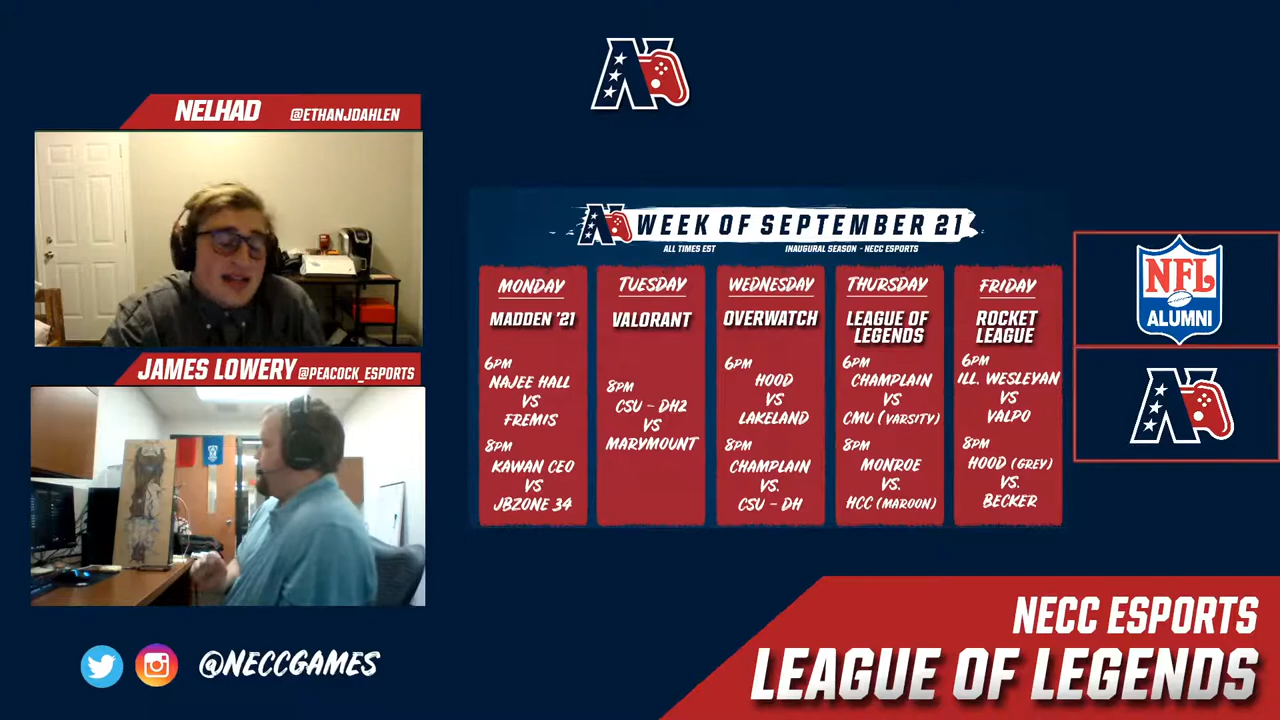 NELHAD @ETHANJDAHLEN
JAMES LOWERY @PEACOCK_ESPORTS
@NECCGAMES
WEEK OF SEPTEMBER 21
ALL TIMES EST
INAUGURAL SEASON - NECC ESPORTS
MONDAY
MADDEN '21
6PM
NAJEE HALL
VS
FREMIS
8PM
KAWAN CEO
VS
JBZONE 34
TUESDAY
VALORANT
8PM
CSU - DH2
VS
MARYMOUNT
WEDNESDAY
OVERWATCH
6PM
HOOD
VS
LAKELAND
8PM
CHAMPLAIN
VS.
CSU - DH
THURSDAY
LEAGUE OF
LEGENDS
6PM
CHAMPLAIN
VS
CMU (VARSITY)
8PM
MONROE
VS.
HCC (MAROON)
FRIDAY
ROCKET
LEAGUE
6PM
ILL. WESLEYAN
VS
VALPO
8PM
HOOD (GREY)
VS.
BECKER
NFL
ALUMNI
NECC ESPORTS
LEAGUE OF LEGENDS